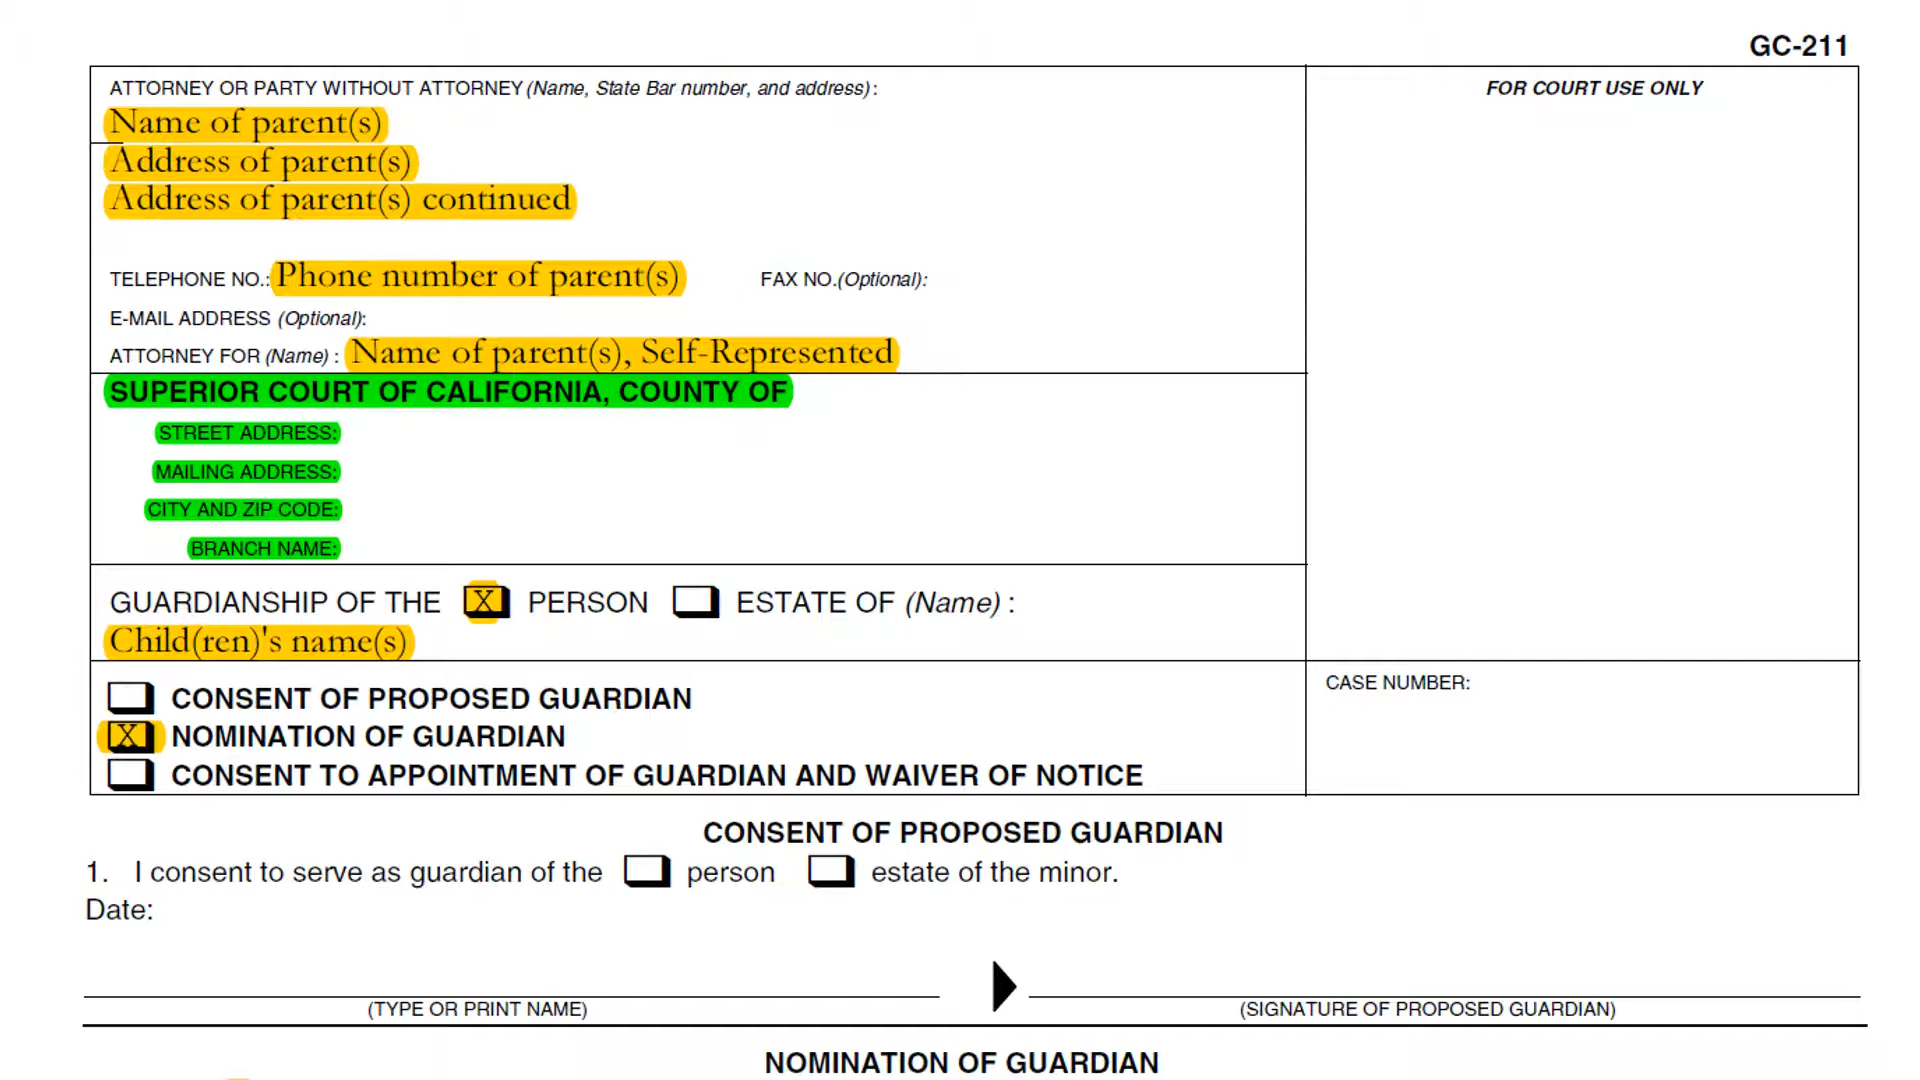 GC-211
ATTORNEY OR PARTY WITHOUT ATTORNEY (Name, State Bar number, and address) :
FOR COURT USE ONLY
Name of parent(s)
Address of parent(s)
Address of parent(s) continued
TELEPHONE NO.: Phone number of parent(s) FAX NO.(Optional):
E-MAIL ADDRESS (Optional):
ATTORNEY FOR (Name) : Name of parent(s), Self-Represented
SUPERIOR COURT OF CALIFORNIA, COUNTY OF
STREET ADDRESS:
MAILING ADDRESS:
CITY AND ZIP CODE:
BRANCH NAME:
GUARDIANSHIP OF THE X PERSON ESTATE OF (Name) :
Child(ren)'s name(s)
CASE NUMBER:
CONSENT OF PROPOSED GUARDIAN
X NOMINATION OF GUARDIAN
CONSENT TO APPOINTMENT OF GUARDIAN AND WAIVER OF NOTICE
CONSENT OF PROPOSED GUARDIAN
1. I consent to serve as guardian of the person estate of the minor.
Date:
(TYPE OR PRINT NAME) (SIGNATURE OF PROPOSED GUARDIAN)
NOMINATION OF GUARDIAN